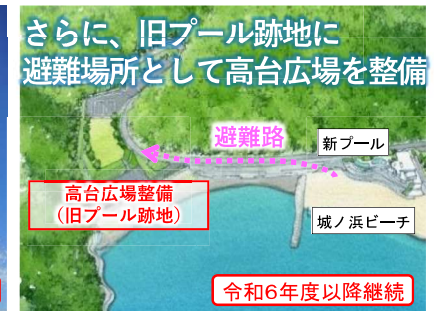 さらに、旧プール跡地に
避難場所として高台広場を整備
避難路
新プール
高台広場整備
（旧プール跡地）
城ノ浜ビーチ
令和6年度以降継続